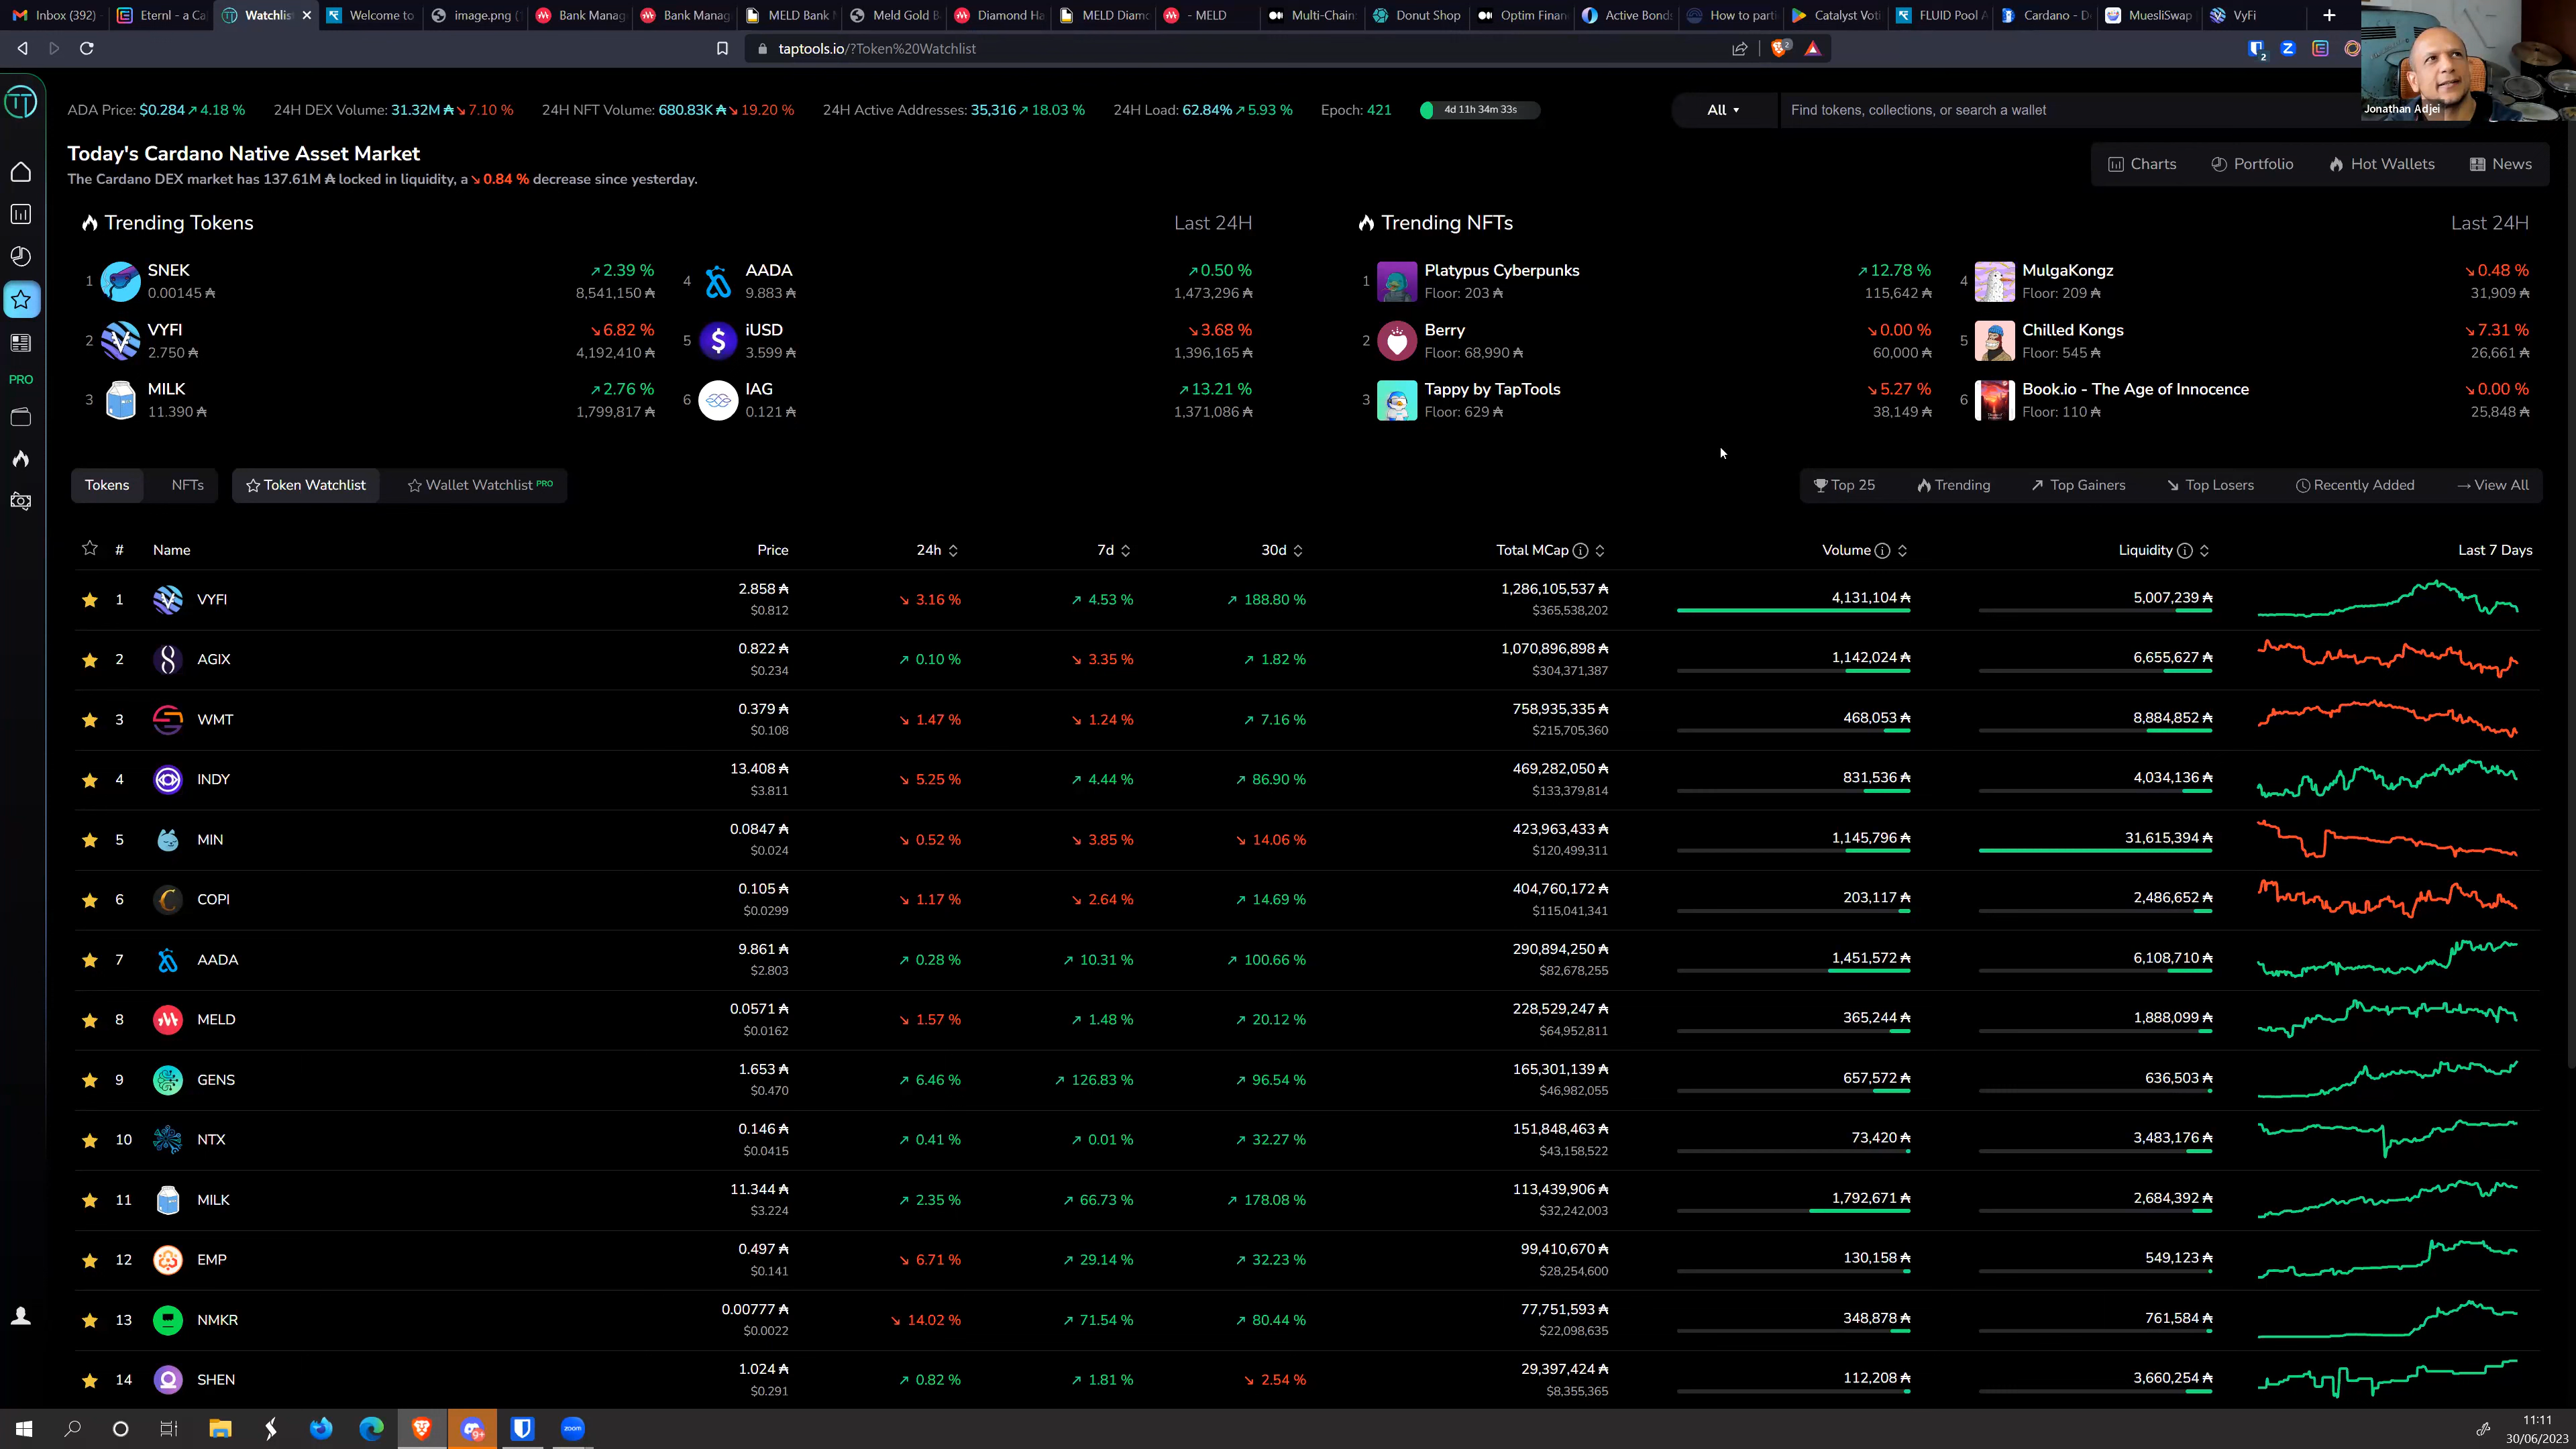 Inbox (392)
Eternl - a Ca
Watchlis
Welcome to
image.png (
Bank Manag
Bank Manag
MELD Bank
Meld Gold B
Diamond Ha
MELD Diamo
- MELD
Multi-Chain
Donut Shop
Optim Finan
Active Bond
How to parti
Catalyst Voti
FLUID Pool A
Cardano - De
MuesliSwap
VyFi
taptools.io/?Token%20Watchlist
2
2
Jonathan Adjei
ADA Price: $0.284 ↗ 4.18 % 24H DEX Volume: 31.32M ₳ ↘ 7.10 % 24H NFT Volume: 680.83K ₳ ↘ 19.20 % 24H Active Addresses: 35,316 ↗ 18.03 % 24H Load: 62.84% ↗ 5.93 % Epoch: 421 4d 11h 34m 33s
All
Find tokens, collections, or search a wallet
Today's Cardano Native Asset Market
The Cardano DEX market has 137.61M ₳ locked in liquidity, a ↘ 0.84 % decrease since yesterday.
Charts Portfolio Hot Wallets News
PRO
Trending Tokens Last 24H
1 SNEK 0.00145 ₳ ↗ 2.39 % 8,541,150 ₳
2 VYFI 2.750 ₳ ↘ 6.82 % 4,192,410 ₳
3 MILK 11.390 ₳ ↗ 2.76 % 1,799,817 ₳
4 AADA 9.883 ₳ ↗ 0.50 % 1,473,296 ₳
5 iUSD 3.599 ₳ ↘ 3.68 % 1,396,165 ₳
6 IAG 0.121 ₳ ↗ 13.21 % 1,371,086 ₳
Trending NFTs Last 24H
1 Platypus Cyberpunks Floor: 203 ₳ ↗ 12.78 % 115,642 ₳
2 Berry Floor: 68,990 ₳ ↘ 0.00 % 60,000 ₳
3 Tappy by TapTools Floor: 629 ₳ ↘ 5.27 % 38,149 ₳
4 MulgaKongz Floor: 209 ₳ ↘ 0.48 % 31,909 ₳
5 Chilled Kongs Floor: 545 ₳ ↘ 7.31 % 26,661 ₳
6 Book.io - The Age of Innocence Floor: 110 ₳ ↘ 0.00 % 25,848 ₳
Tokens NFTs Token Watchlist Wallet Watchlist PRO
Top 25 Trending Top Gainers Top Losers Recently Added View All
# Name Price 24h 7d 30d Total MCap Volume Liquidity Last 7 Days
1 VYFI 2.858 ₳ $0.812 ↘ 3.16 % ↗ 4.53 % ↗ 188.80 % 1,286,105,537 ₳ $365,538,202 4,131,104 ₳ 5,007,239 ₳
2 AGIX 0.822 ₳ $0.234 ↗ 0.10 % ↘ 3.35 % ↗ 1.82 % 1,070,896,898 ₳ $304,371,387 1,142,024 ₳ 6,655,627 ₳
3 WMT 0.379 ₳ $0.108 ↘ 1.47 % ↘ 1.24 % ↗ 7.16 % 758,935,335 ₳ $215,705,360 468,053 ₳ 8,884,852 ₳
4 INDY 13.408 ₳ $3.811 ↘ 5.25 % ↗ 4.44 % ↗ 86.90 % 469,282,050 ₳ $133,379,814 831,536 ₳ 4,034,136 ₳
5 MIN 0.0847 ₳ $0.024 ↘ 0.52 % ↘ 3.85 % ↘ 14.06 % 423,963,433 ₳ $120,499,311 1,145,796 ₳ 31,615,394 ₳
6 COPI 0.105 ₳ $0.0299 ↘ 1.17 % ↘ 2.64 % ↗ 14.69 % 404,760,172 ₳ $115,041,341 203,117 ₳ 2,486,652 ₳
7 AADA 9.861 ₳ $2.803 ↗ 0.28 % ↗ 10.31 % ↗ 100.66 % 290,894,250 ₳ $82,678,255 1,451,572 ₳ 6,108,710 ₳
8 MELD 0.0571 ₳ $0.0162 ↘ 1.57 % ↗ 1.48 % ↗ 20.12 % 228,529,247 ₳ $64,952,811 365,244 ₳ 1,888,099 ₳
9 GENS 1.653 ₳ $0.470 ↗ 6.46 % ↗ 126.83 % ↗ 96.54 % 165,301,139 ₳ $46,982,055 657,572 ₳ 636,503 ₳
10 NTX 0.146 ₳ $0.0415 ↗ 0.41 % ↗ 0.01 % ↗ 32.27 % 151,848,463 ₳ $43,158,522 73,420 ₳ 3,483,176 ₳
11 MILK 11.344 ₳ $3.224 ↗ 2.35 % ↗ 66.73 % ↗ 178.08 % 113,439,906 ₳ $32,242,003 1,792,671 ₳ 2,684,392 ₳
12 EMP 0.497 ₳ $0.141 ↘ 6.71 % ↗ 29.14 % ↗ 32.23 % 99,410,670 ₳ $28,254,600 130,158 ₳ 549,123 ₳
13 NMKR 0.00777 ₳ $0.0022 ↘ 14.02 % ↗ 71.54 % ↗ 80.44 % 77,751,593 ₳ $22,098,635 348,878 ₳ 761,584 ₳
14 SHEN 1.024 ₳ $0.291 ↗ 0.82 % ↗ 1.81 % ↘ 2.54 % 29,397,424 ₳ $8,355,365 112,208 ₳ 3,660,254 ₳
9+
zoom
11:11
30/06/2023